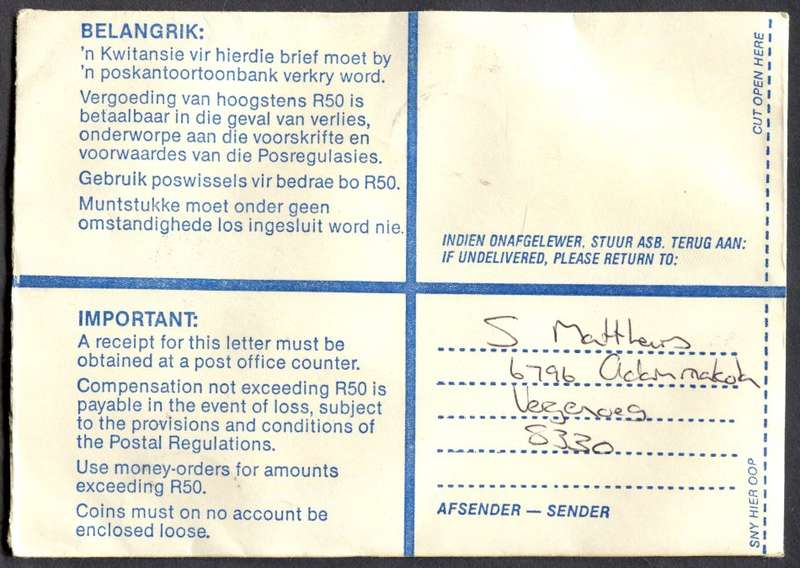 BELANGRIK:
'n Kwitansie vir hierdie brief moet by
'n poskantoortoonbank verkry word.
Vergoeding van hoogstens R50 is
betaalbaar in die geval van verlies,
onderworpe aan die voorskrifte en
voorwaardes van die Posregulasies.
Gebruik poswissels vir bedrae bo R50.
Muntstukke moet onder geen
omstandighede los ingesluit word nie.
CUT OPEN HERE
INDIEN ONAFGELEWER, STUUR ASB. TERUG AAN:
IF UNDELIVERED, PLEASE RETURN TO:
IMPORTANT:
A receipt for this letter must be
obtained at a post office counter.
Compensation not exceeding R50 is
payable in the event of loss, subject
to the provisions and conditions of
the Postal Regulations.
Use money-orders for amounts
exceeding R50.
Coins must on no account be
enclosed loose.
S Matthews
6796
8330
AFSENDER — SENDER
SNY HIER OOP